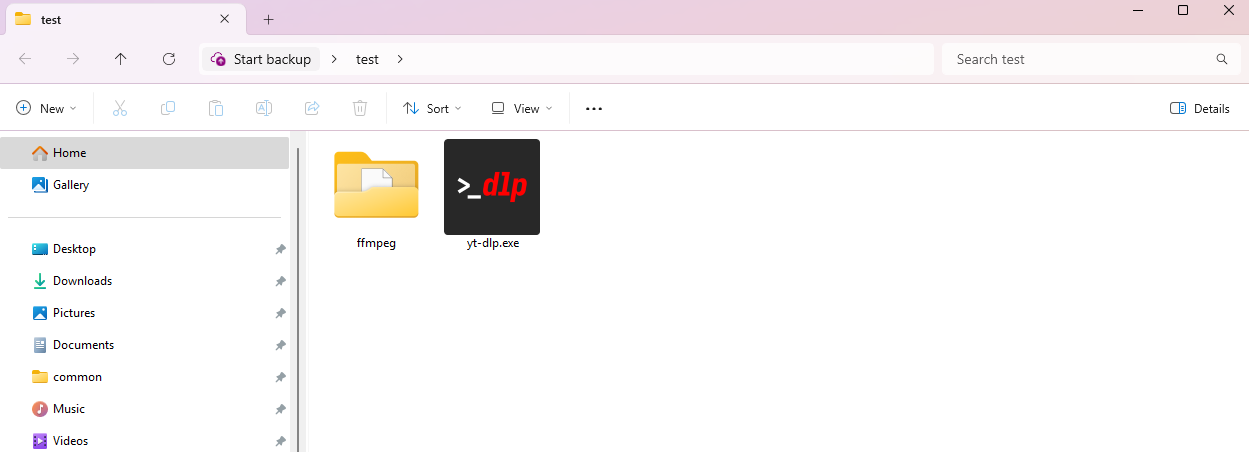 test
Start backup
test
Search test
New
Sort
View
Details
Home
Gallery
Desktop
Downloads
Pictures
Documents
common
Music
Videos
>_dlp
ffmpeg
yt-dlp.exe